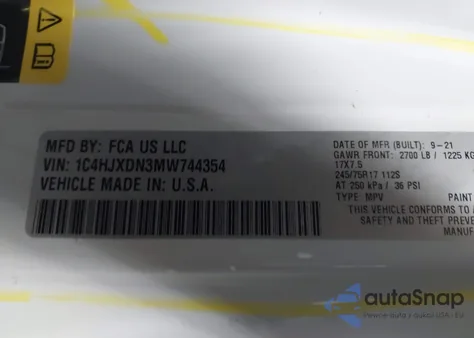 MFD BY: FCA US LLC
VIN: 1C4HJXDN3MW744354
VEHICLE MADE IN U.S.A.
DATE OF MFR (BUILT): 9-21
GAWR FRONT: 2700 LB / 1225 KG
17X7.5
245/75R17 112S
AT 250 kPa / 36 PSI
TYPE: MPV PAINT
THIS VEHICLE CONFORMS TO A
SAFETY AND THEFT
MANUF
autoSnap